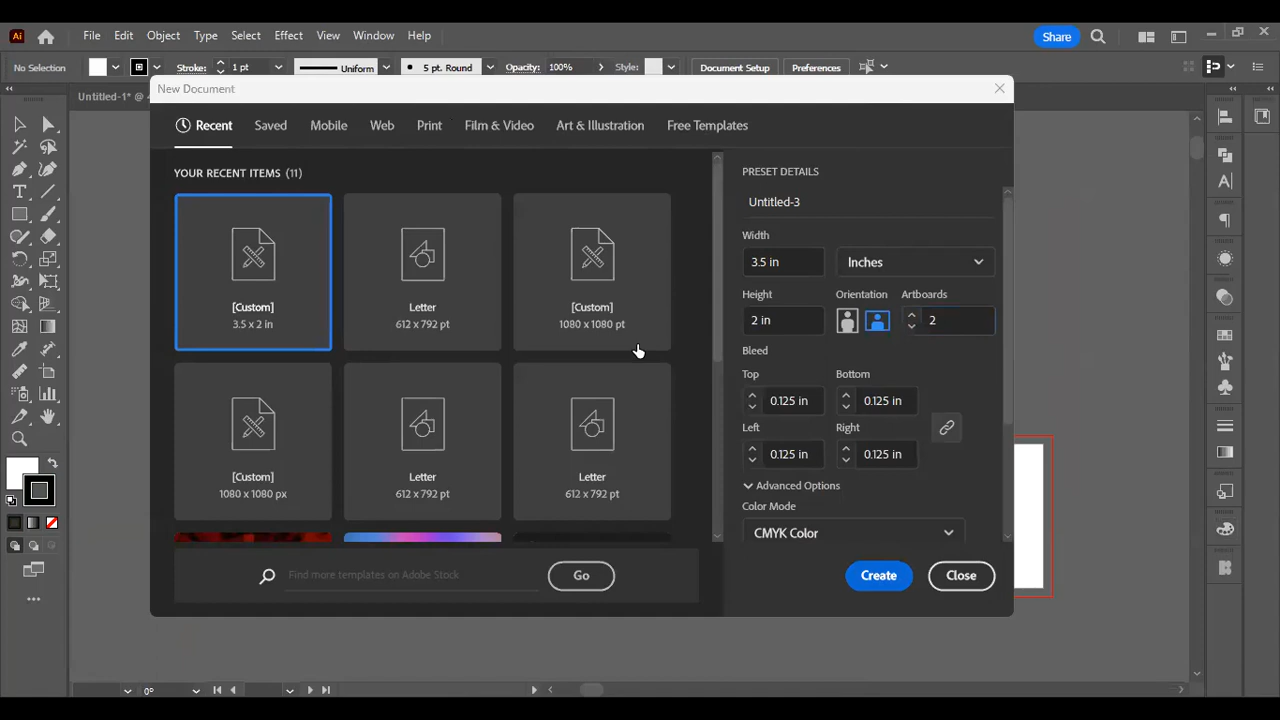 Ai File Edit Object Type Select Effect View Window Help Share
No Selection Stroke: 1 pt Uniform 5 pt. Round Opacity: 100% Style: Document Setup Preferences
New Document
Untitled-1* @ 4
Recent Saved Mobile Web Print Film & Video Art & Illustration Free Templates
YOUR RECENT ITEMS (11)
[Custom] Letter [Custom]
3.5 x 2 in 612 x 792 pt 1080 x 1080 pt
[Custom] Letter Letter
1080 x 1080 px 612 x 792 pt 612 x 792 pt
Find more templates on Adobe Stock Go
PRESET DETAILS
Untitled-3
Width
3.5 in Inches
Height Orientation Artboards
2 in 2
Bleed
Top Bottom
0.125 in 0.125 in
Left Right
0.125 in 0.125 in
Advanced Options
Color Mode
CMYK Color
Create Close
0°